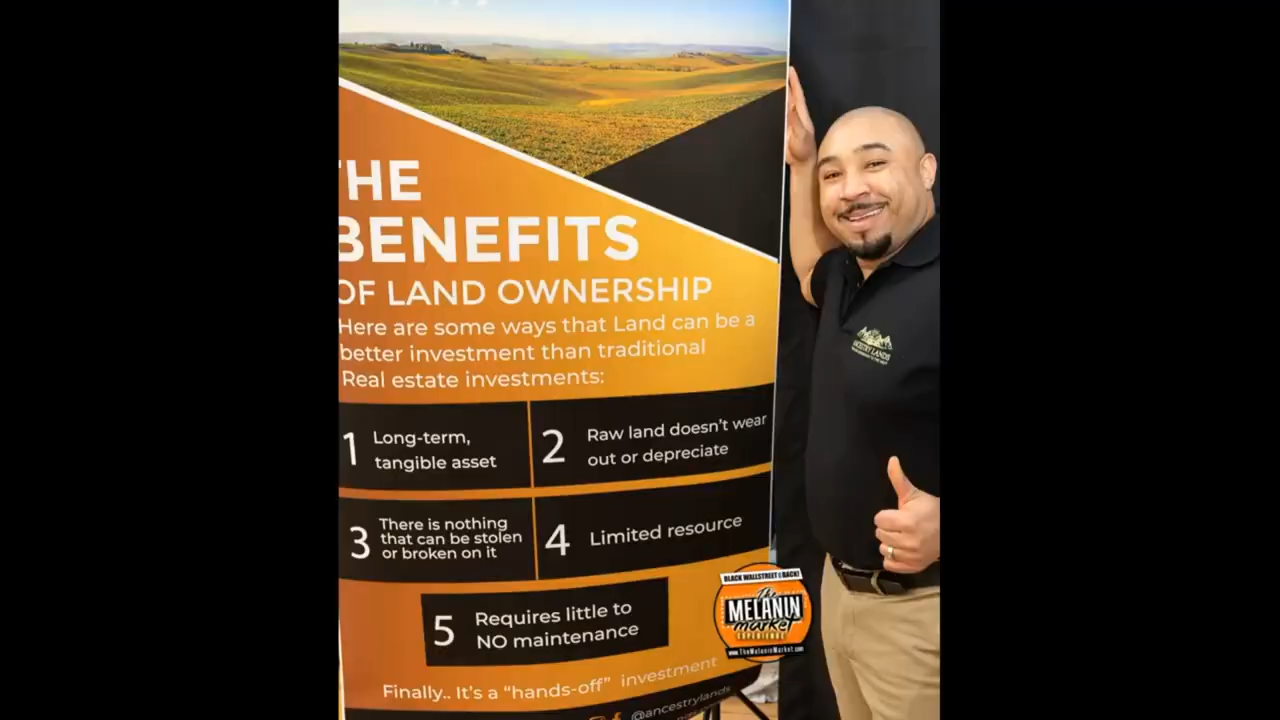 THE
BENEFITS
OF LAND OWNERSHIP
Here are some ways that Land can be a
better investment than traditional
Real estate investments:
1 Long-term,
tangible asset
2 Raw land doesn't wear
out or depreciate
3 There is nothing
that can be stolen
or broken on it
4 Limited resource
5 Requires little to
NO maintenance
Finally.. It's a "hands-off" investment
@ancestrylands
ANCESTRY LANDS
BLACK WALLSTREET IS BACK!
The
MELANIN
market
EXPERIENCE
www.TheMelaninMarket.com